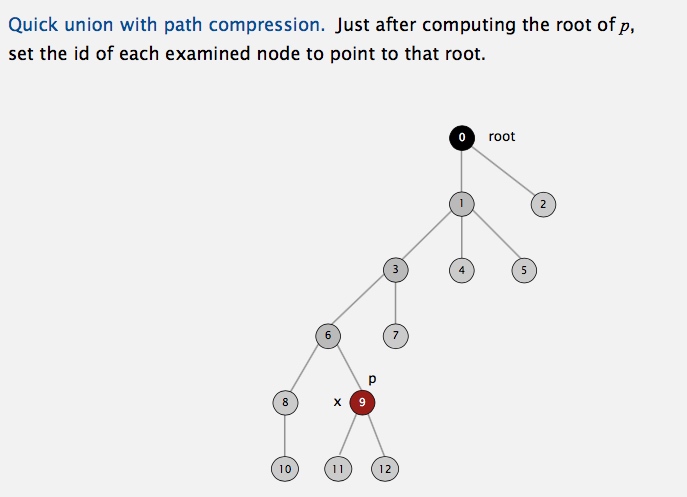 Quick union with path compression. Just after computing the root of p,
set the id of each examined node to point to that root.
0 root
1 2
3 4 5
6 7
p
8 x 9
10 11 12